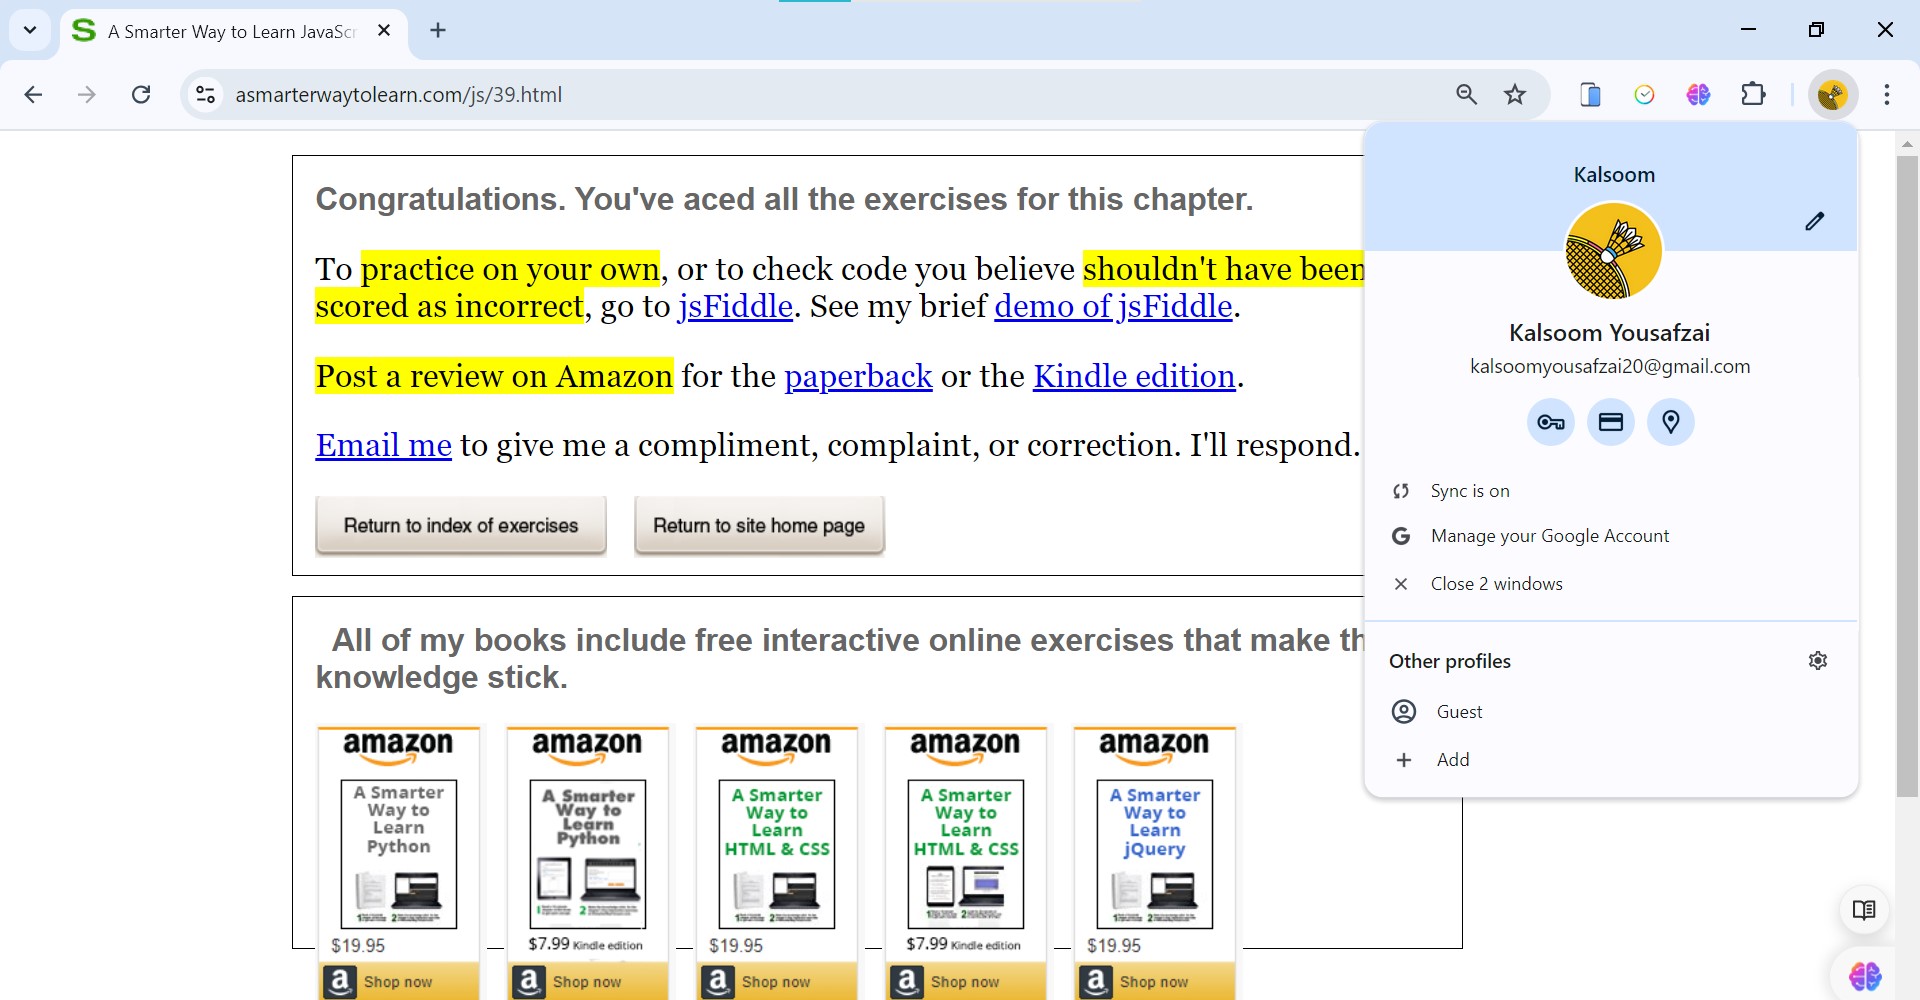 A Smarter Way to Learn JavaScr
asmarterwaytolearn.com/js/39.html
Congratulations. You've aced all the exercises for this chapter.
To practice on your own, or to check code you believe shouldn't have been
scored as incorrect, go to jsFiddle. See my brief demo of jsFiddle.
Post a review on Amazon for the paperback or the Kindle edition.
Email me to give me a compliment, complaint, or correction. I'll respond.
Return to index of exercises
Return to site home page
All of my books include free interactive online exercises that make th
knowledge stick.
amazon
A Smarter
Way to
Learn
Python
$19.95
Shop now
amazon
A Smarter
Way to
Learn
Python
$7.99 Kindle edition
Shop now
amazon
A Smarter
Way to
Learn
HTML & CSS
$19.95
Shop now
amazon
A Smarter
Way to
Learn
HTML & CSS
$7.99 Kindle edition
Shop now
amazon
A Smarter
Way to
Learn
jQuery
$19.95
Shop now
Kalsoom
Kalsoom Yousafzai
kalsoomyousafzai20@gmail.com
Sync is on
Manage your Google Account
Close 2 windows
Other profiles
Guest
Add